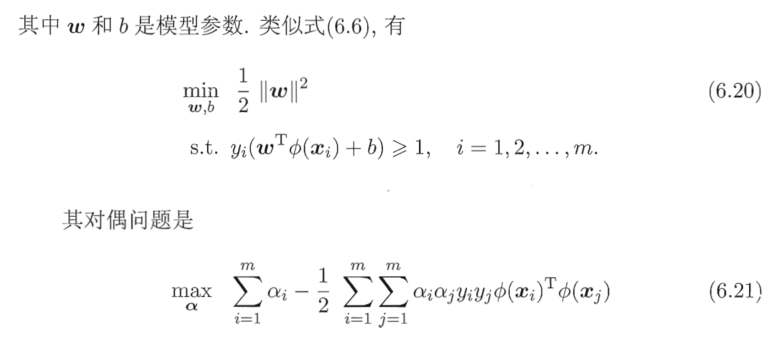 其中 w 和 b 是模型参数. 类似式(6.6), 有
min_{w,b} 1/2 ‖w‖² (6.20)
s.t. y_i(w^T ϕ(x_i) + b) ⩾ 1, i = 1, 2, . . . , m.
其对偶问题是
max_α ∑_{i=1}^{m} α_i − 1/2 ∑_{i=1}^{m} ∑_{j=1}^{m} α_i α_j y_i y_j ϕ(x_i)^T ϕ(x_j) (6.21)